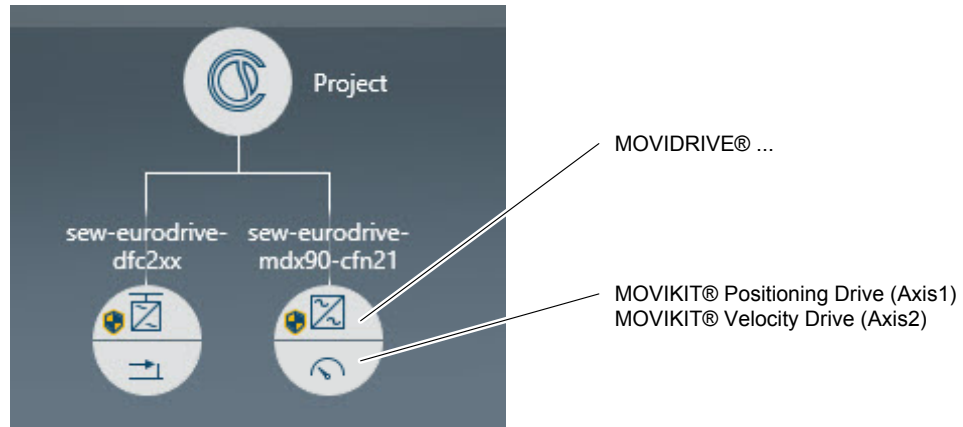 Project
MOVIDRIVE® ...
sew-eurodrive-
dfc2xx
sew-eurodrive-
mdx90-cfn21
MOVIKIT® Positioning Drive (Axis1)
MOVIKIT® Velocity Drive (Axis2)